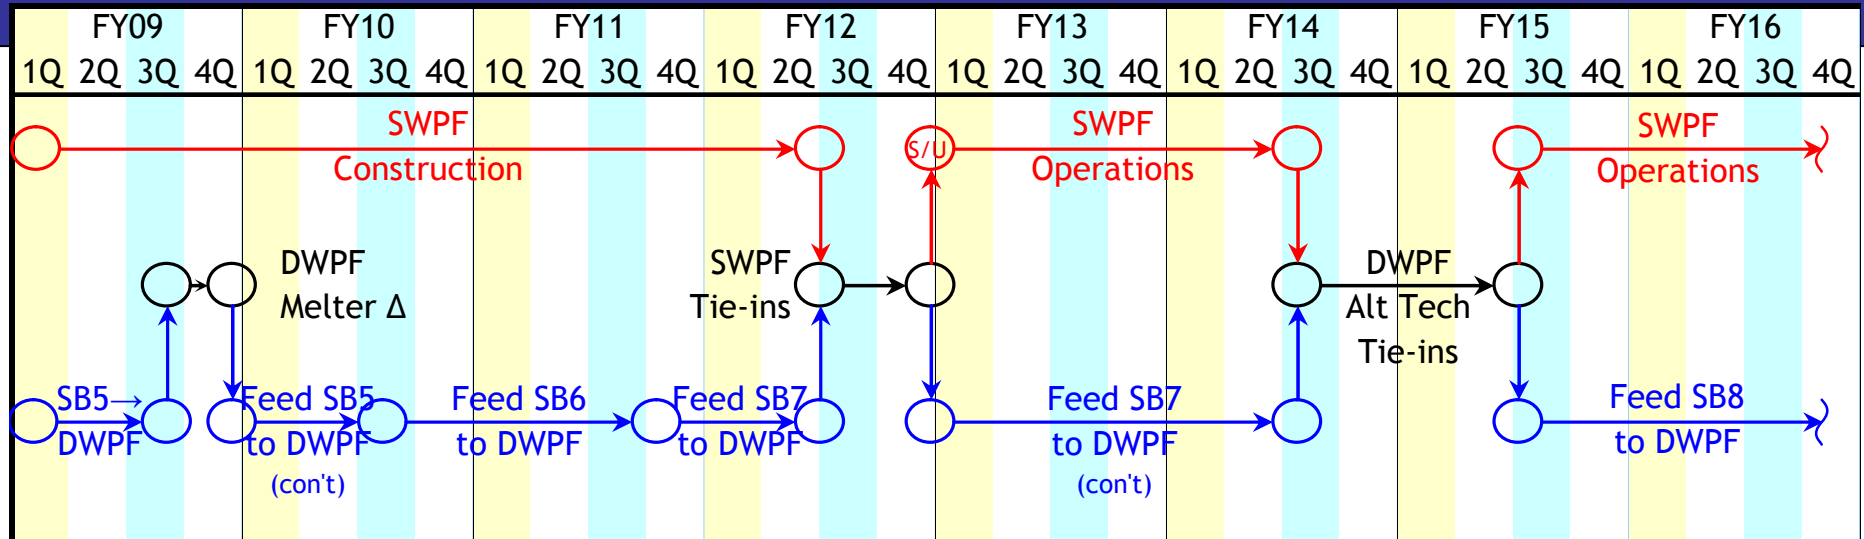 FY09 FY10 FY11 FY12 FY13 FY14 FY15 FY16
1Q 2Q 3Q 4Q 1Q 2Q 3Q 4Q 1Q 2Q 3Q 4Q 1Q 2Q 4Q 1Q 2Q 3Q 4Q 1Q 2Q 3Q 4Q 1Q 2Q 3Q 4Q 1Q 2Q 3Q 4Q
SWPF
Construction
S/U
SWPF
Operations
SWPF
Operations
DWPF
Melter Δ
SWPF
Tie-ins
DWPF
Alt Tech
Tie-ins
SB5→
DWPF
Feed SB5
to DWPF
(con't)
Feed SB6
to DWPF
Feed SB7
to DWPF
Feed SB7
to DWPF
(con't)
Feed SB8
to DWPF